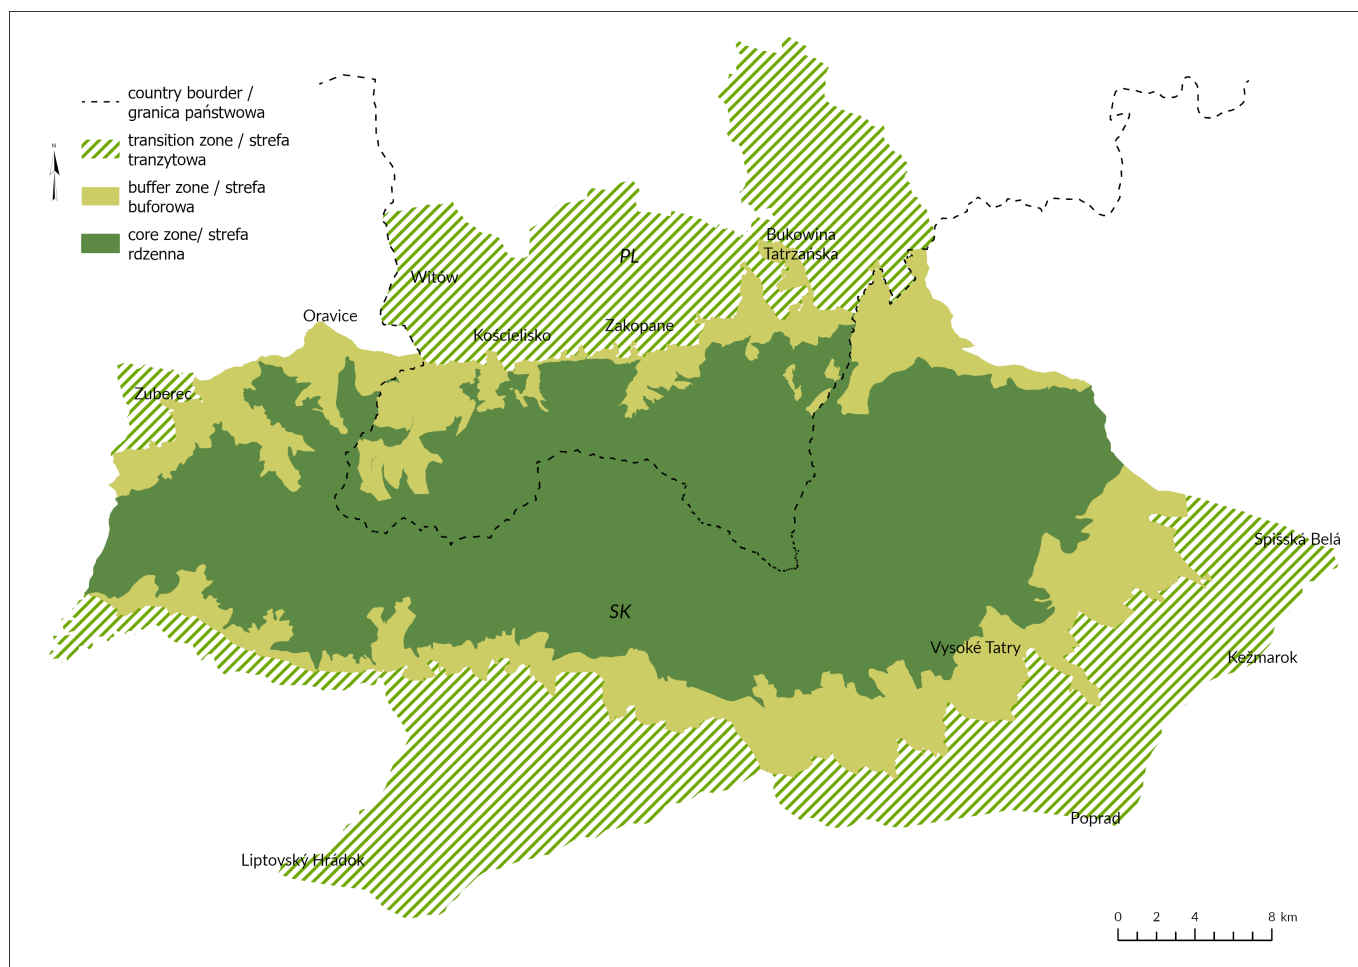 country bourder /
granica państwowa
N
transition zone / strefa
tranzytowa
buffer zone / strefa
buforowa
core zone/ strefa
rdzenna
Bukowina
Tatrzańska
PL
Witów
Oravice
Zakopane
Kościelisko
Zuberec
Spišská Belá
SK
Vysoké Tatry
Kežmarok
Poprad
Liptovský Hrádok
0 2 4 8 km